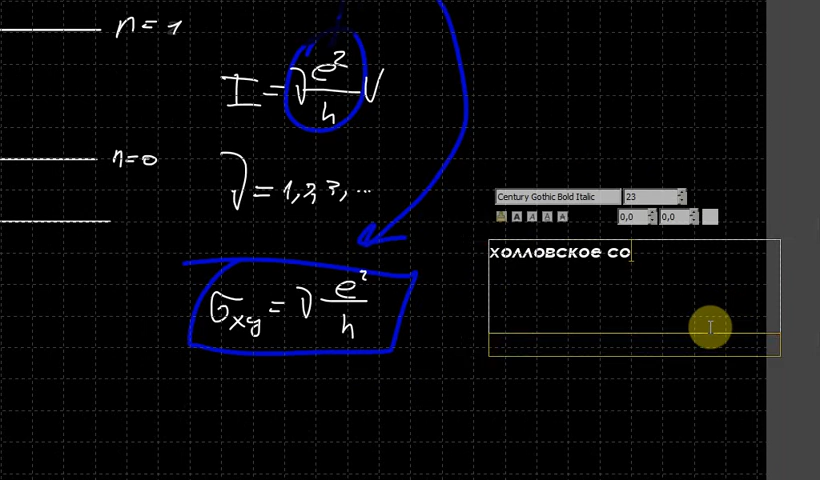 n = 1
I = ν e²/h V
n=0
ν = 1, 2, 3, ...
Century Gothic Bold Italic 23
0,0 0,0
холловское со
σxy = ν e²/h